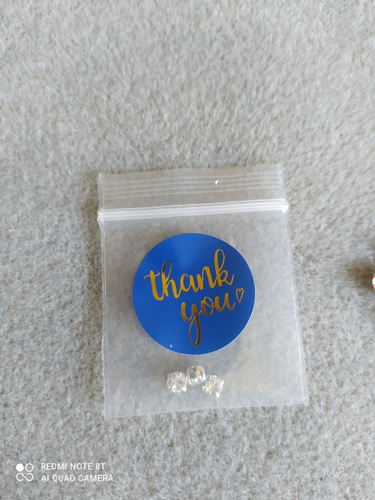 thank
you
REDMI NOTE 8T
AI QUAD CAMERA